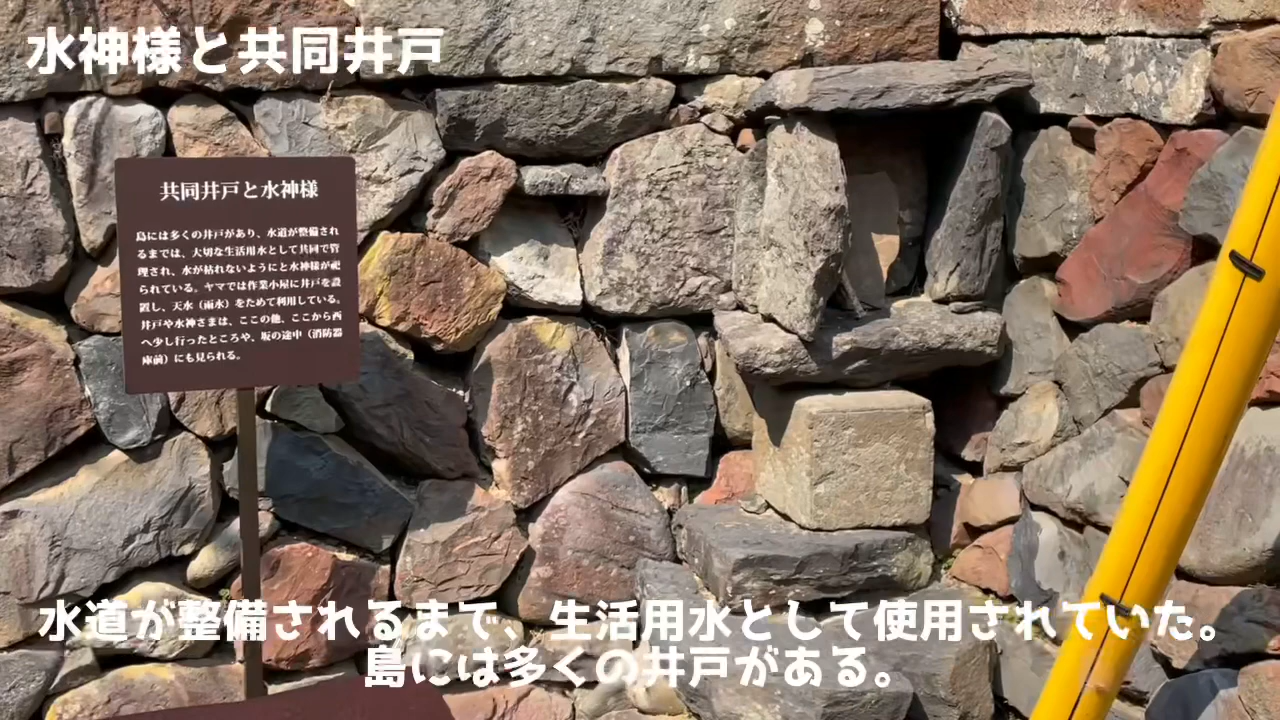 水神様と共同井戸
共同井戸と水神様
島には多くの井戸があり、水道が整備され
るまでは、大切な生活用水として共同で管
理され、水が枯れないようにと水神様が祀
られている。ヤマでは作業小屋に井戸を設
置し、天水（雨水）をためて利用している。
井戸や水神さまは、ここの他、ここから西
へ少し行ったところや、坂の途中（消防器
庫前）にも見られる。
水道が整備されるまで、生活用水として使用されていた。
島には多くの井戸がある。